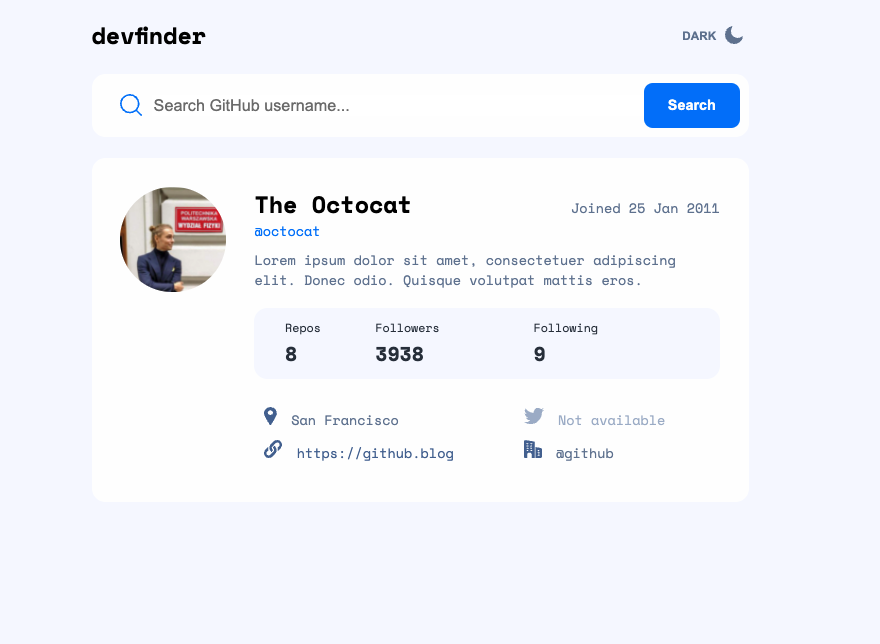 devfinder
DARK
Search GitHub username...
Search
POLITECHNIKA
WARSZAWSKA
WYDZIAŁ FIZYKI
The Octocat
Joined 25 Jan 2011
@octocat
Lorem ipsum dolor sit amet, consectetuer adipiscing
elit. Donec odio. Quisque volutpat mattis eros.
Repos
Followers
Following
8
3938
9
San Francisco
Not available
https://github.blog
@github